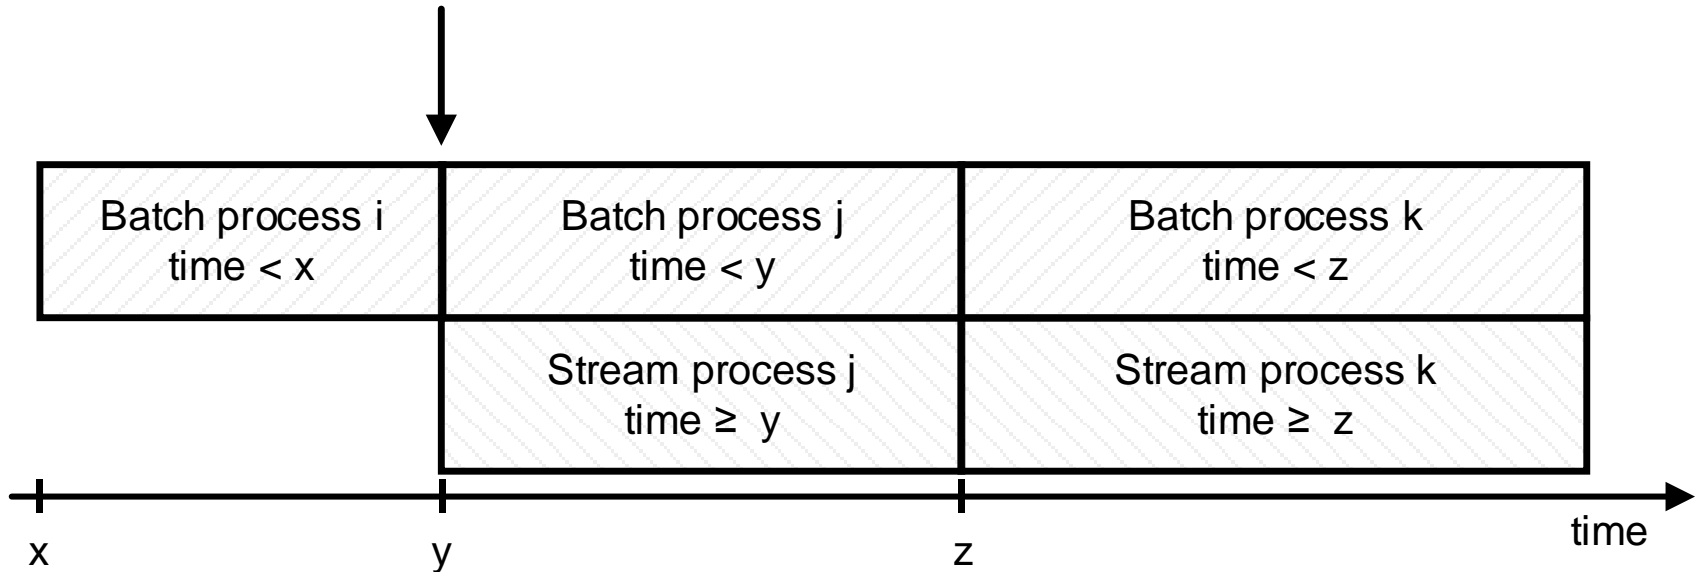 Batch process i
time < x
Batch process j
time < y
Batch process k
time < z
Stream process j
time ≥ y
Stream process k
time ≥ z
time
x
y
z